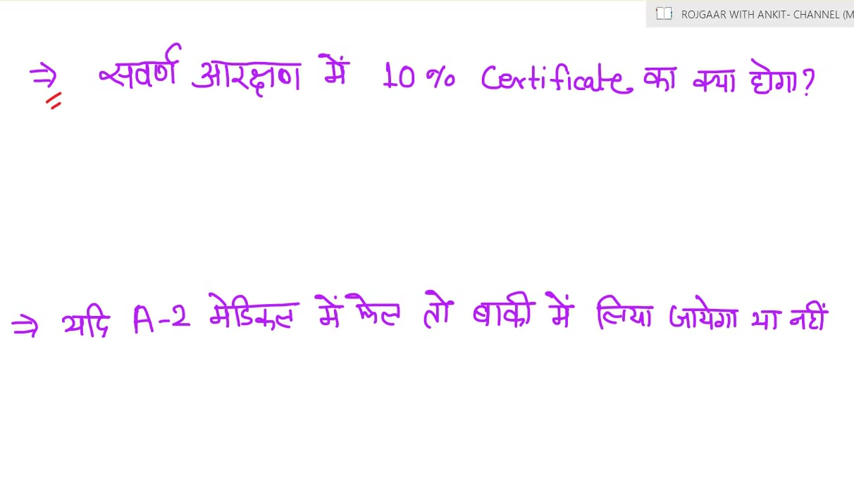 ROJGAAR WITH ANKIT- CHANNEL (M
⇒ सवर्ण आरक्षण में 10% Certificate का क्या होगा?
⇒ यदि A-2 मेडिकल में फेल तो बाकी में लिया जायेगा या नहीं